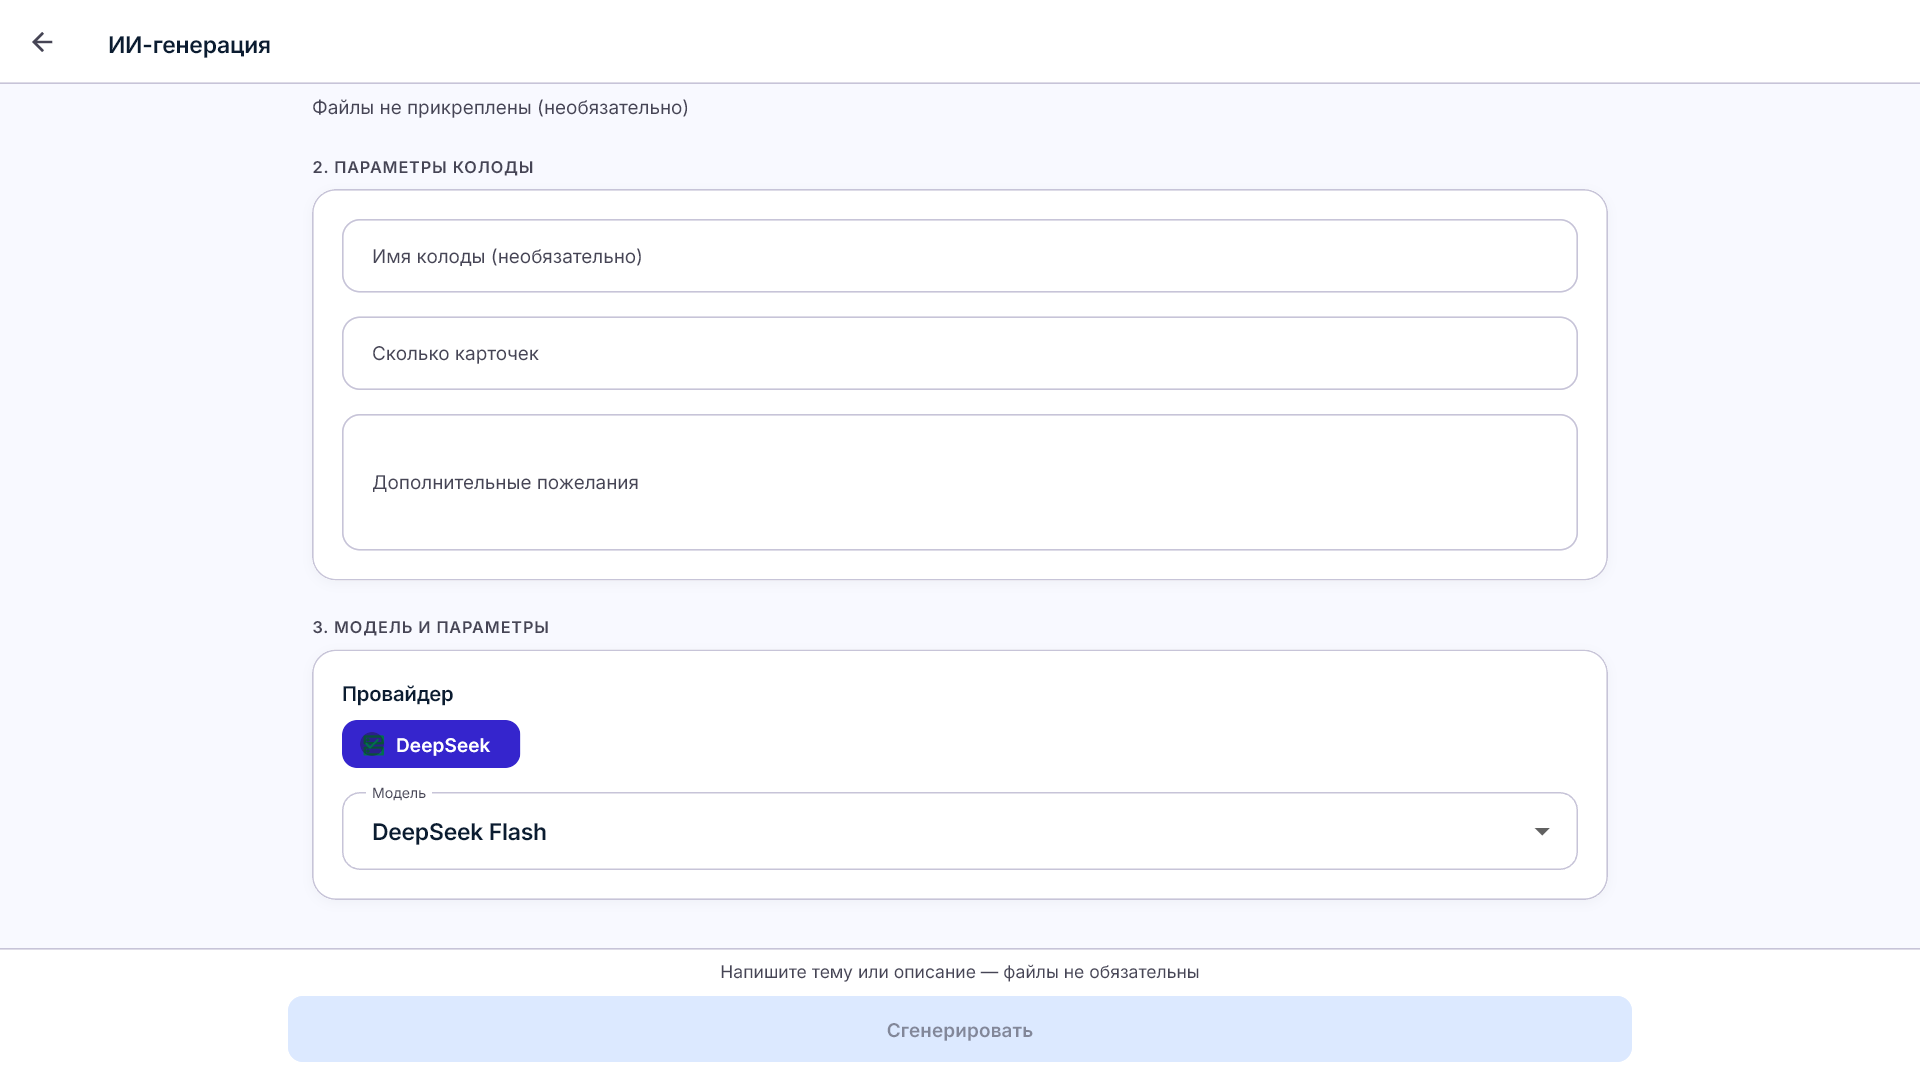 ИИ-генерация
Файлы не прикреплены (необязательно)
2. ПАРАМЕТРЫ КОЛОДЫ
Имя колоды (необязательно)
Сколько карточек
Дополнительные пожелания
3. МОДЕЛЬ И ПАРАМЕТРЫ
Провайдер
DeepSeek
Модель
DeepSeek Flash
Напишите тему или описание — файлы не обязательны
Сгенерировать